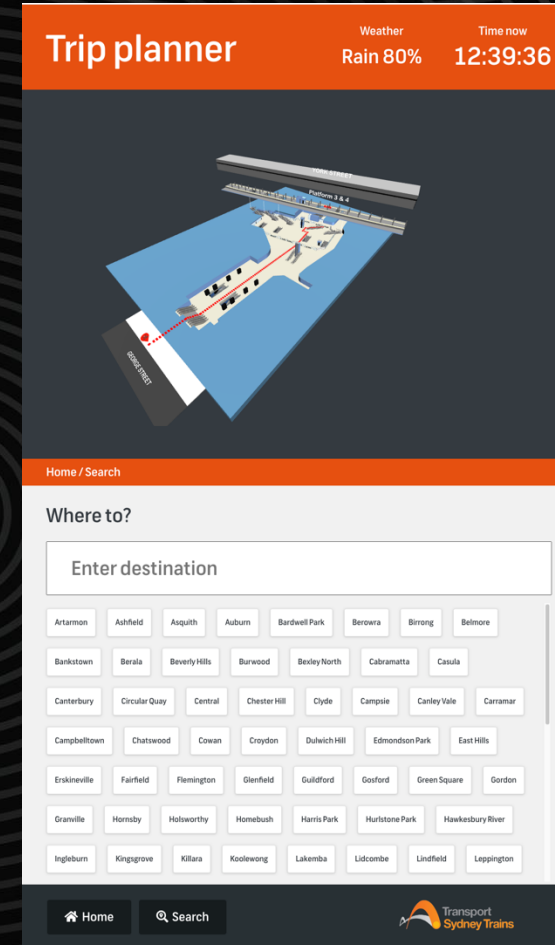 Trip planner
Weather
Rain 80%
Time now
12:39:36
YORK STREET
Platform 3 & 4
GEORGE STREET
Home / Search
Where to?
Enter destination
Artarmon Ashfield Asquith Auburn Bardwell Park Berowra Birrong Belmore
Bankstown Berala Beverly Hills Burwood Bexley North Cabramatta Casula
Canterbury Circular Quay Central Chester Hill Clyde Campsie Canley Vale Carramar
Campbelltown Chatswood Cowan Croydon Dulwich Hill Edmondson Park East Hills
Erskineville Fairfield Flemington Glenfield Guildford Gosford Green Square Gordon
Granville Hornsby Holsworthy Homebush Harris Park Hurlstone Park Hawkesbury River
Ingleburn Kingsgrove Killara Koolewong Lakemba Lidcombe Lindfield Leppington
Home Search
Transport
Sydney Trains